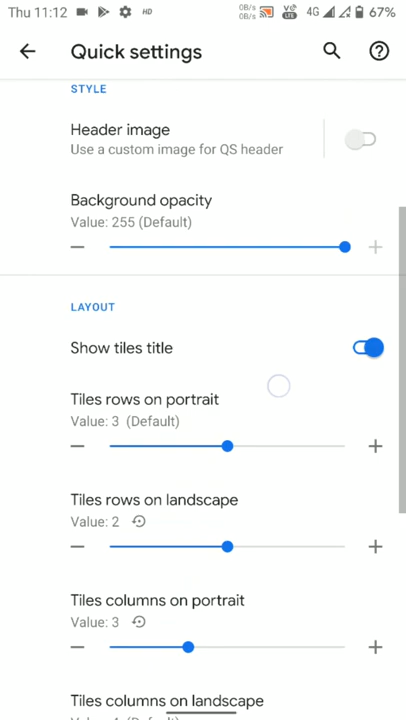 Thu 11:12 HD 0B/s 0B/s Vo LTE 4G 67%
Quick settings
STYLE
Header image
Use a custom image for QS header
Background opacity
Value: 255 (Default)
LAYOUT
Show tiles title
Tiles rows on portrait
Value: 3 (Default)
Tiles rows on landscape
Value: 2
Tiles columns on portrait
Value: 3
Tiles columns on landscape